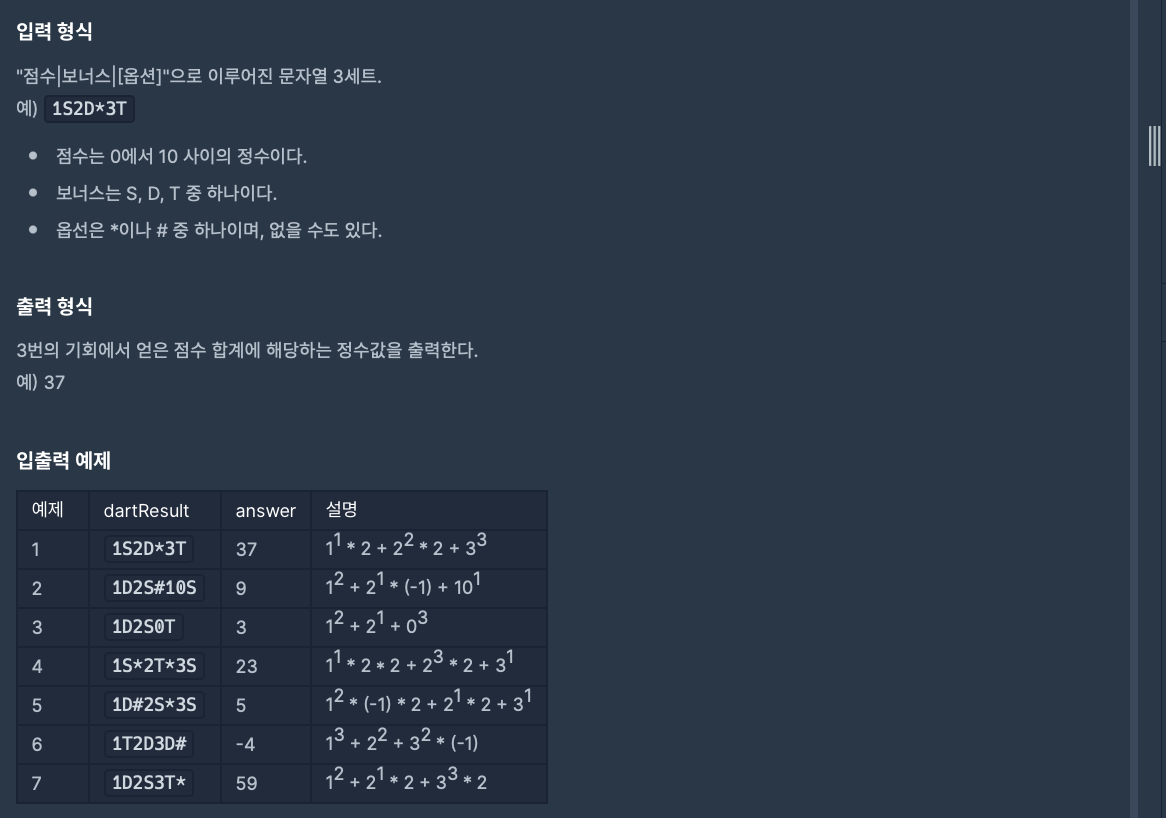 입력 형식
"점수|보너스|[옵션]"으로 이루어진 문자열 3세트.
예) 1S2D*3T
• 점수는 0에서 10 사이의 정수이다.
• 보너스는 S, D, T 중 하나이다.
• 옵선은 *이나 # 중 하나이며, 없을 수도 있다.
출력 형식
3번의 기회에서 얻은 점수 합계에 해당하는 정수값을 출력한다.
예) 37
입출력 예제
예제 dartResult answer 설명
1 1S2D*3T 37 1^1 * 2 + 2^2 * 2 + 3^3
2 1D2S#10S 9 1^2 + 2^1 * (-1) + 10^1
3 1D2S0T 3 1^2 + 2^1 + 0^3
4 1S*2T*3S 23 1^1 * 2 * 2 + 2^3 * 2 + 3^1
5 1D#2S*3S 5 1^2 * (-1) * 2 + 2^1 * 2 + 3^1
6 1T2D3D# -4 1^3 + 2^2 + 3^2 * (-1)
7 1D2S3T* 59 1^2 + 2^1 * 2 + 3^3 * 2